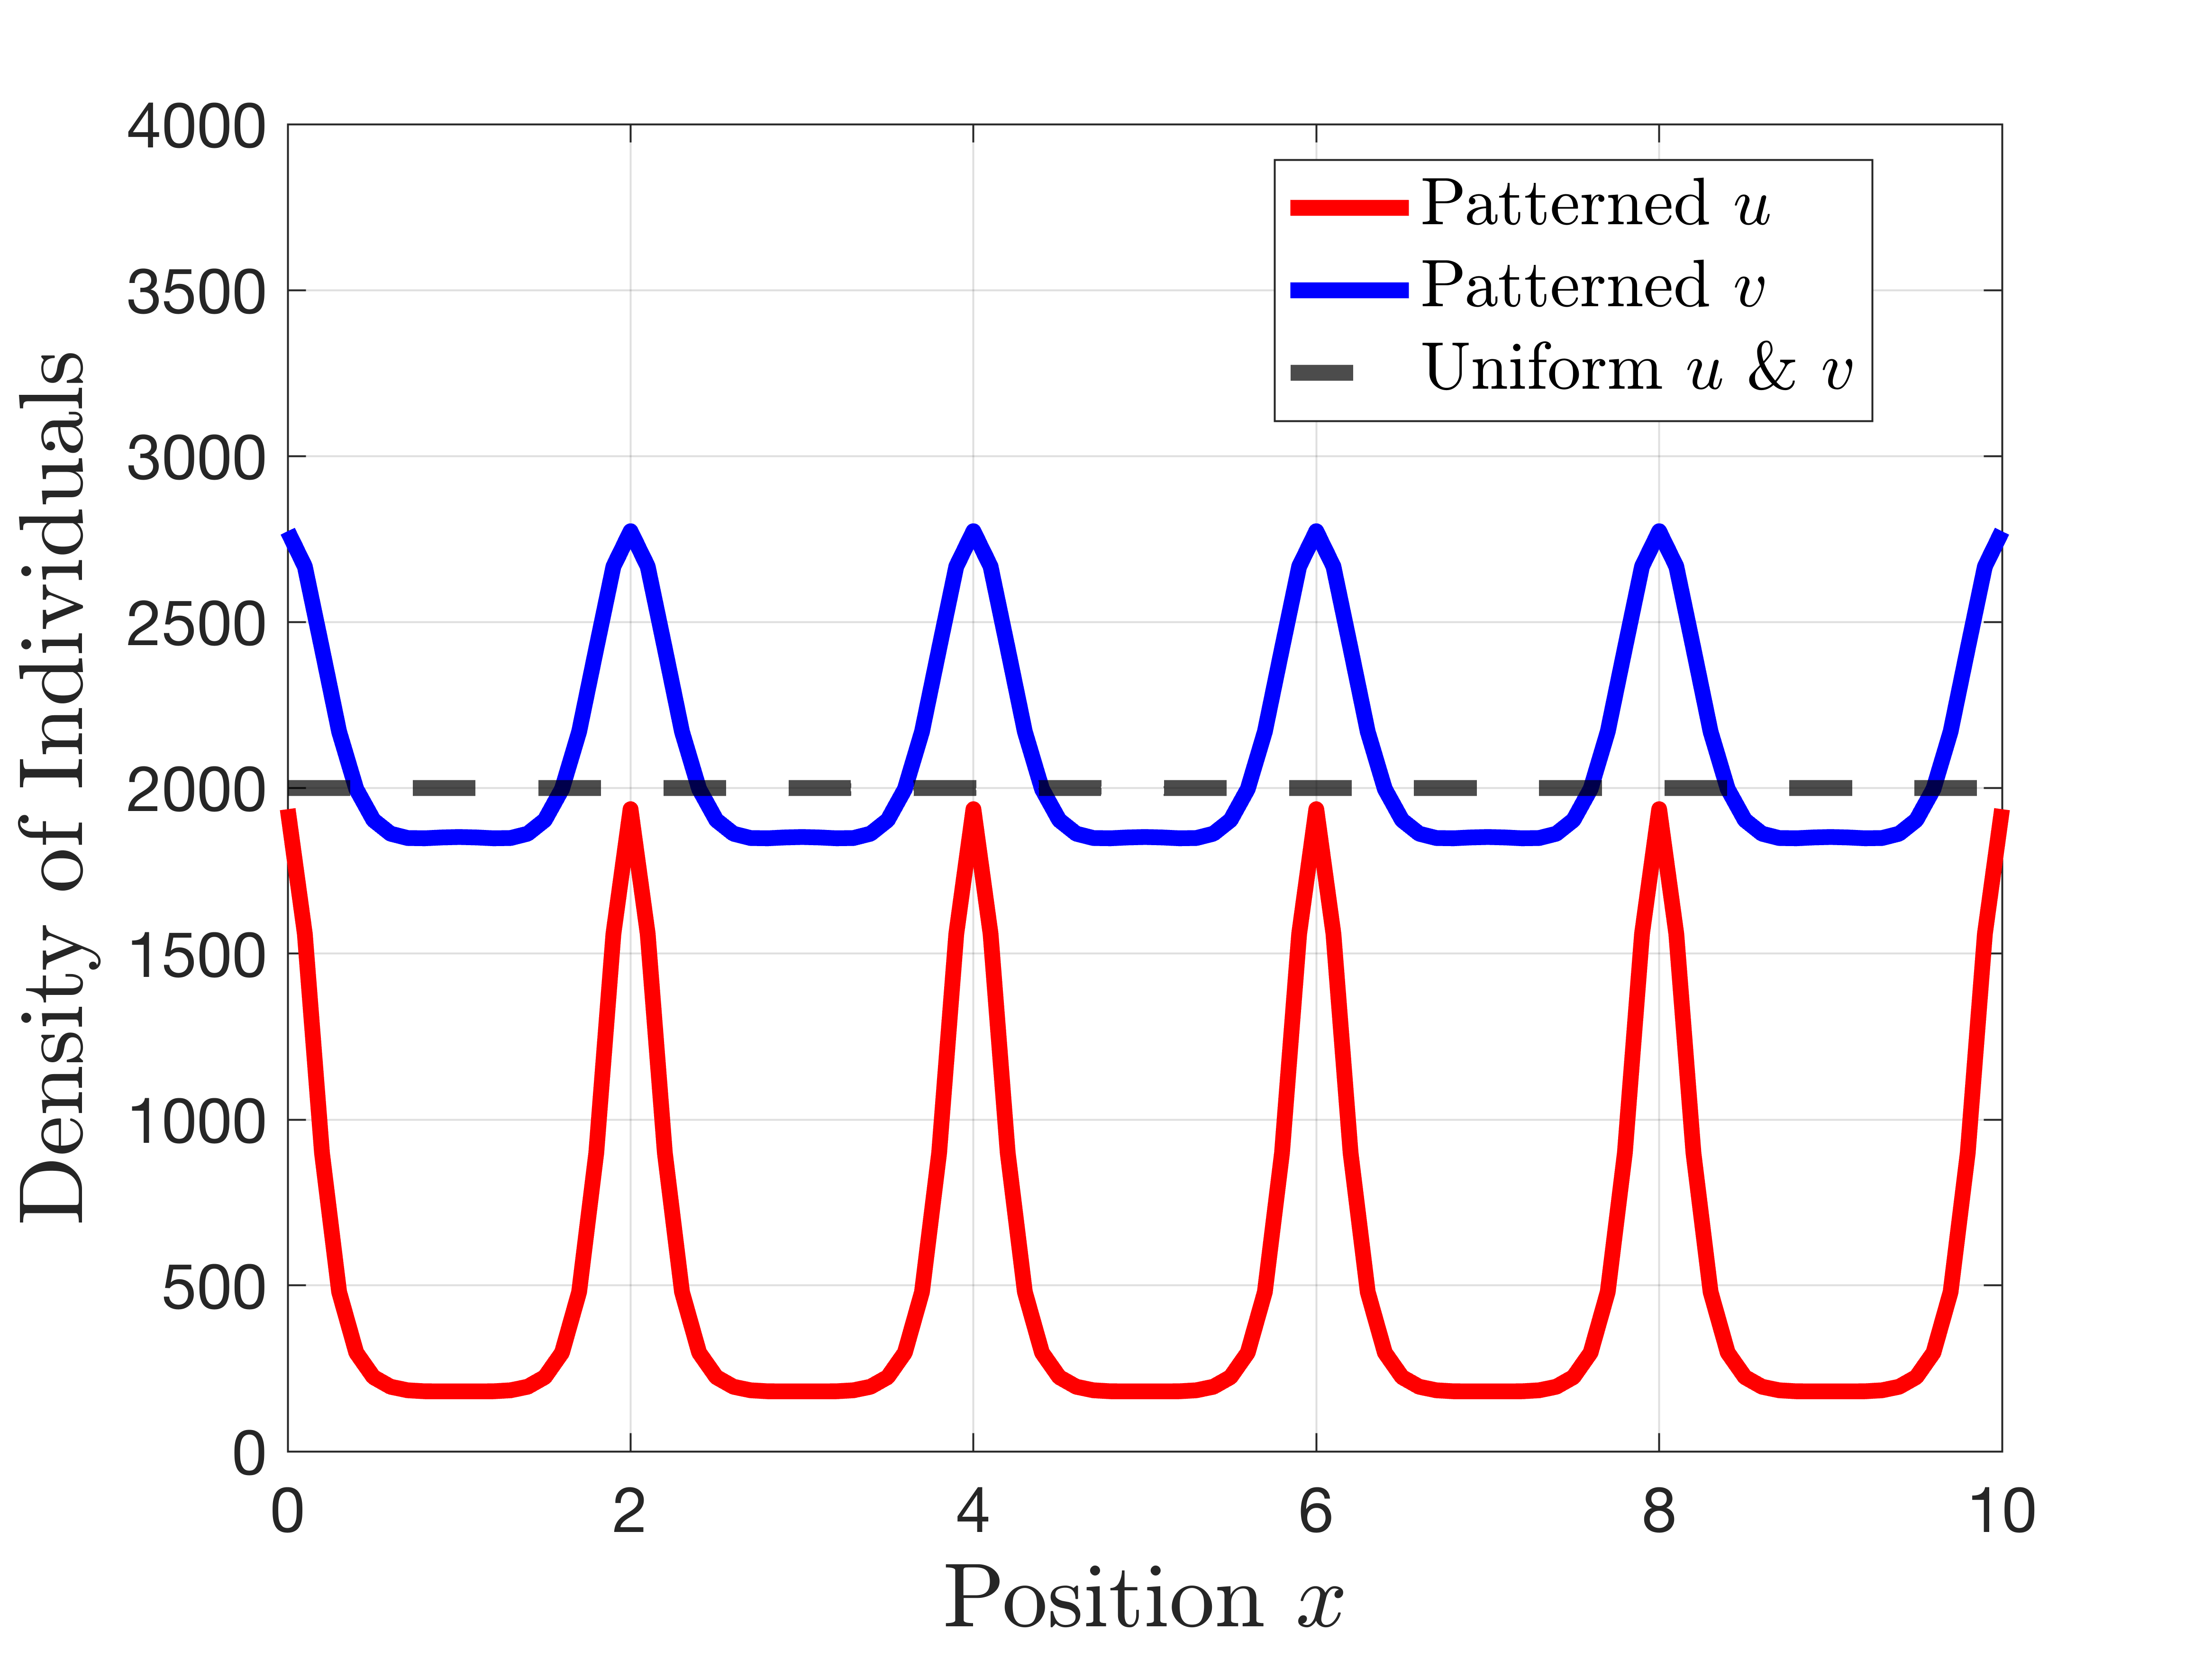 4000
3500
3000
2500
2000
1500
1000
500
0
0 2 4 6 8 10
Density of Individuals
Position x
Patterned u
Patterned v
Uniform u & v